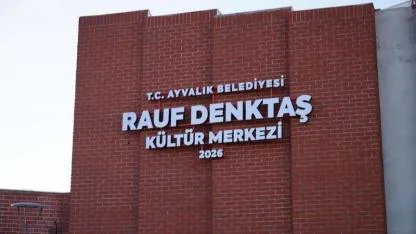 T.C. AYVALIK BELEDİYESİ
RAUF DENKTAŞ
KÜLTÜR MERKEZİ
2026